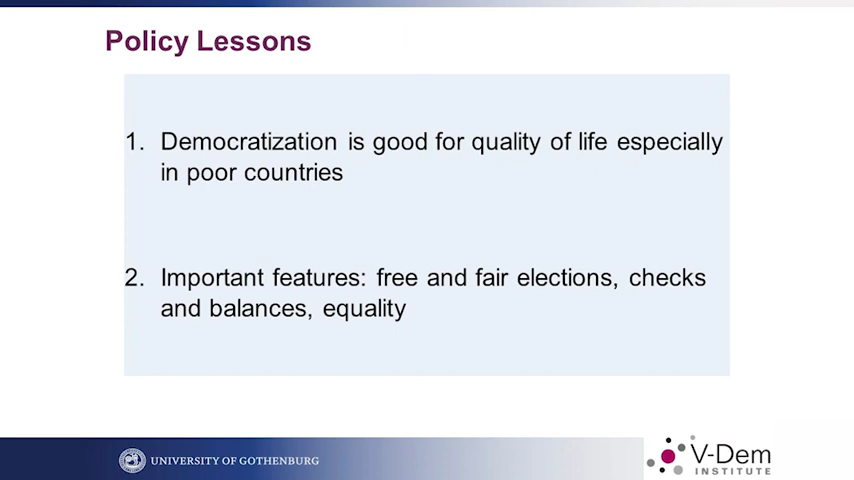 Policy Lessons
1. Democratization is good for quality of life especially
in poor countries
2. Important features: free and fair elections, checks
and balances, equality
UNIVERSITY OF GOTHENBURG
V-Dem
INSTITUTE